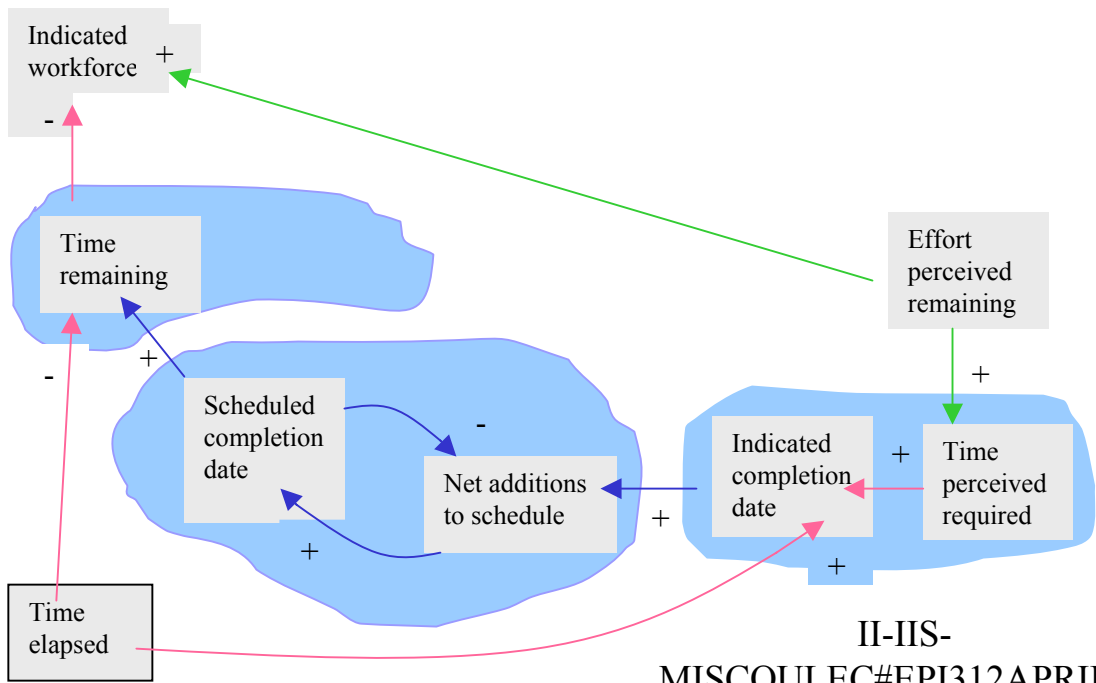 Indicated
workforce
+
-
Time
remaining
Effort
perceived
remaining
+
-
+
Scheduled
completion
date
-
Net additions
to schedule
+
+
Indicated
completion
date
+
Time
perceived
required
+
Time
elapsed
II-IIS-